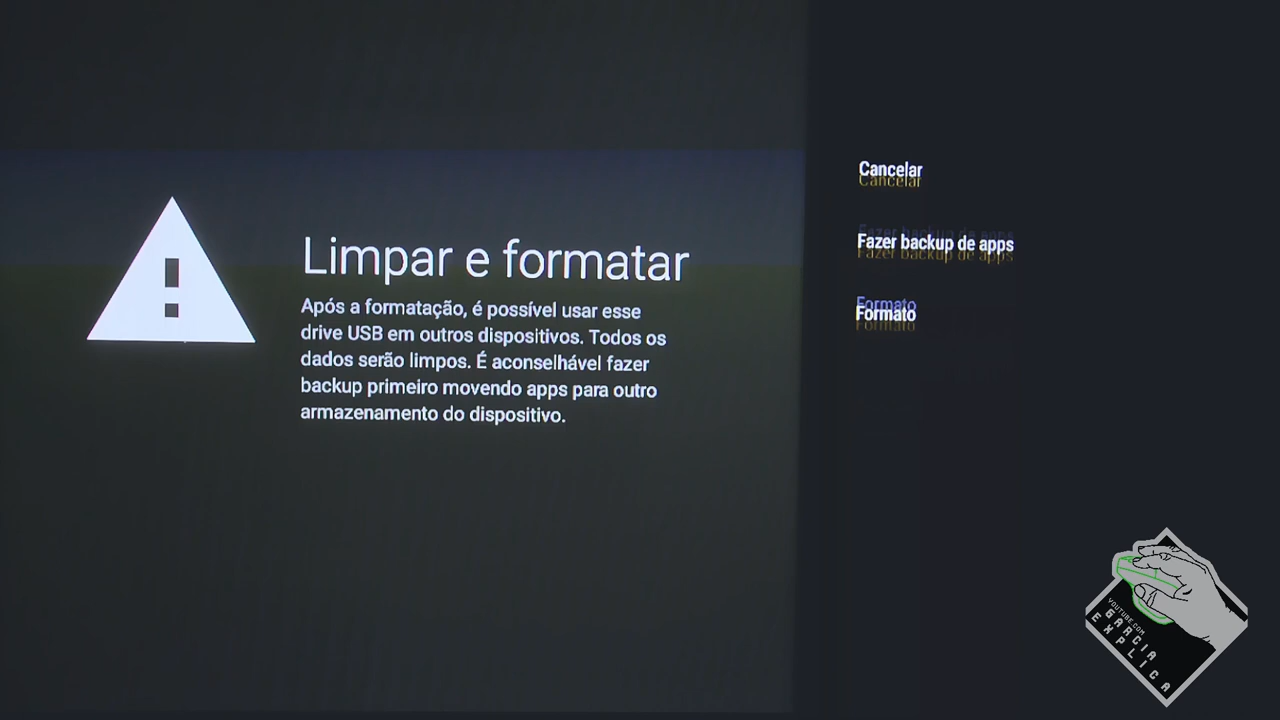 Limpar e formatar
Após a formatação, é possível usar esse
drive USB em outros dispositivos. Todos os
dados serão limpos. É aconselhável fazer
backup primeiro movendo apps para outro
armazenamento do dispositivo.
Cancelar
Fazer backup de apps
Formato
YOUTUBE.COM
GARCIA
EXPLICA